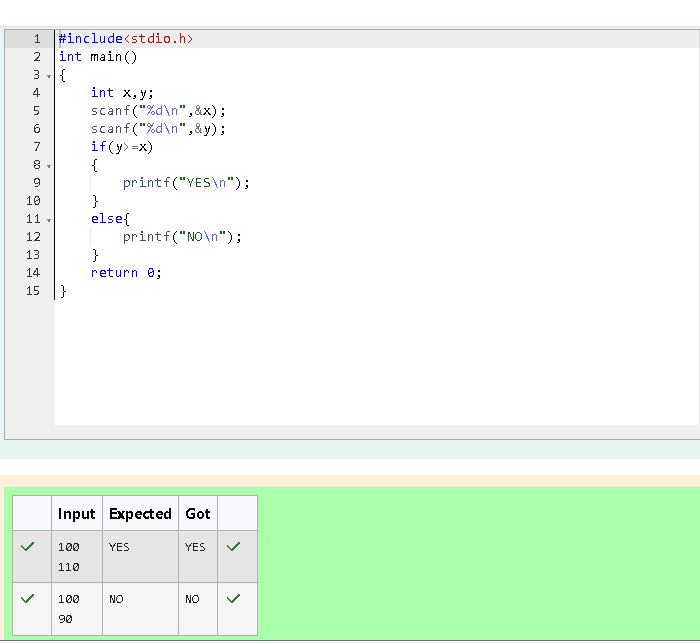 1 #include<stdio.h>
2 int main()
3 {
4     int x,y;
5     scanf("%d\n",&x);
6     scanf("%d\n",&y);
7     if(y>=x)
8     {
9         printf("YES\n");
10     }
11     else{
12         printf("NO\n");
13     }
14     return 0;
15 }
Input Expected Got
100 YES YES
110
100 NO NO
90